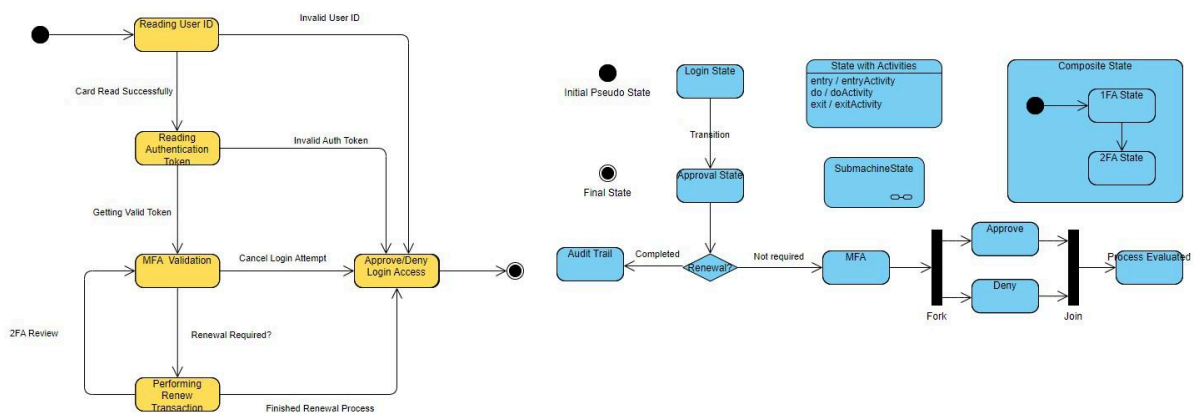 Reading User ID
Invalid User ID
Card Read Successfully
Reading
Authentication
Token
Invalid Auth Token
Getting Valid Token
MFA Validation
Cancel Login Attempt
Approve/Deny
Login Access
2FA Review
Renewal Required?
Performing
Renew
Transaction
Finished Renewal Process
Initial Pseudo State
Login State
State with Activities
entry / entryActivity
do / doActivity
exit / exitActivity
Composite State
1FA State
2FA State
Transition
Final State
Approval State
SubmachineState
Audit Trail
Completed
Renewal?
Not required
MFA
Fork
Approve
Deny
Join
Process Evaluated